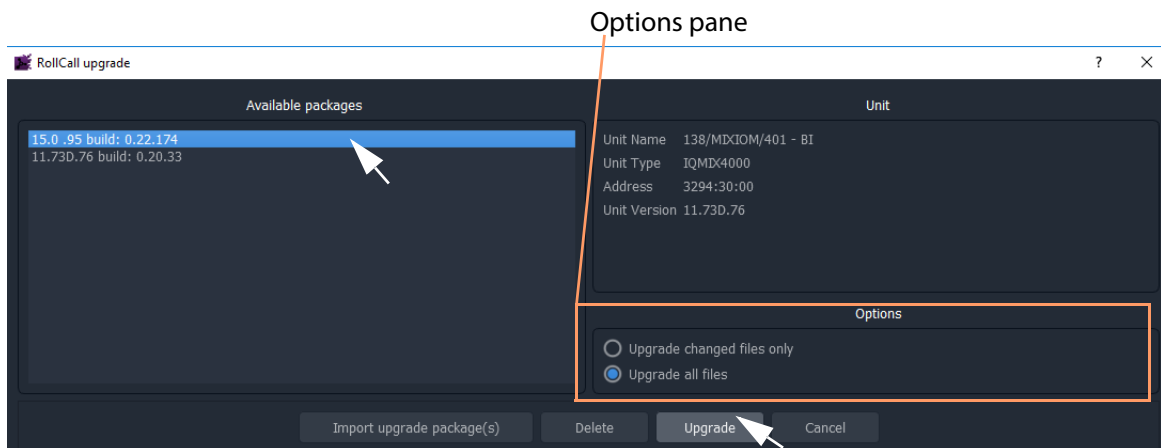 Options pane
RollCall upgrade
?
Available packages
15.0 .95 build: 0.22.174
11.73D.76 build: 0.20.33
Unit
Unit Name 138/MIXIOM/401 - BI
Unit Type IQMIX4000
Address 3294:30:00
Unit Version 11.73D.76
Options
Upgrade changed files only
Upgrade all files
Import upgrade package(s)
Delete
Upgrade
Cancel